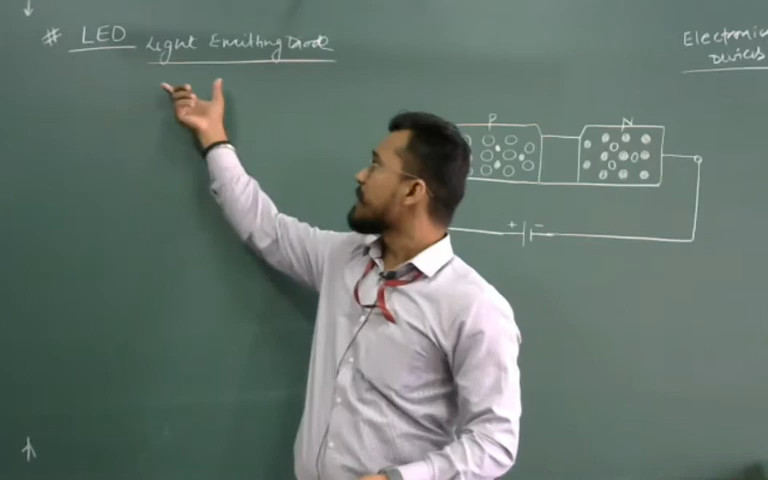 # LED Light Emitting Diode
Electronic
Devices
P N
+ -